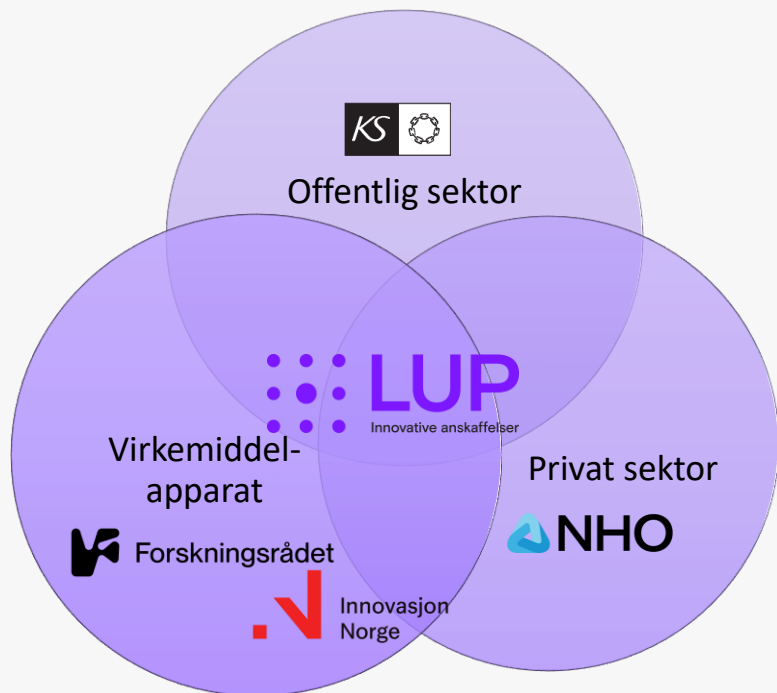 KS
Offentlig sektor
LUP
Innovative anskaffelser
Virkemiddel-
apparat
Privat sektor
NHO
Forskningsrådet
Innovasjon
Norge